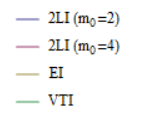 2LI (m₀=2)
2LI (m₀=4)
EI
VTI